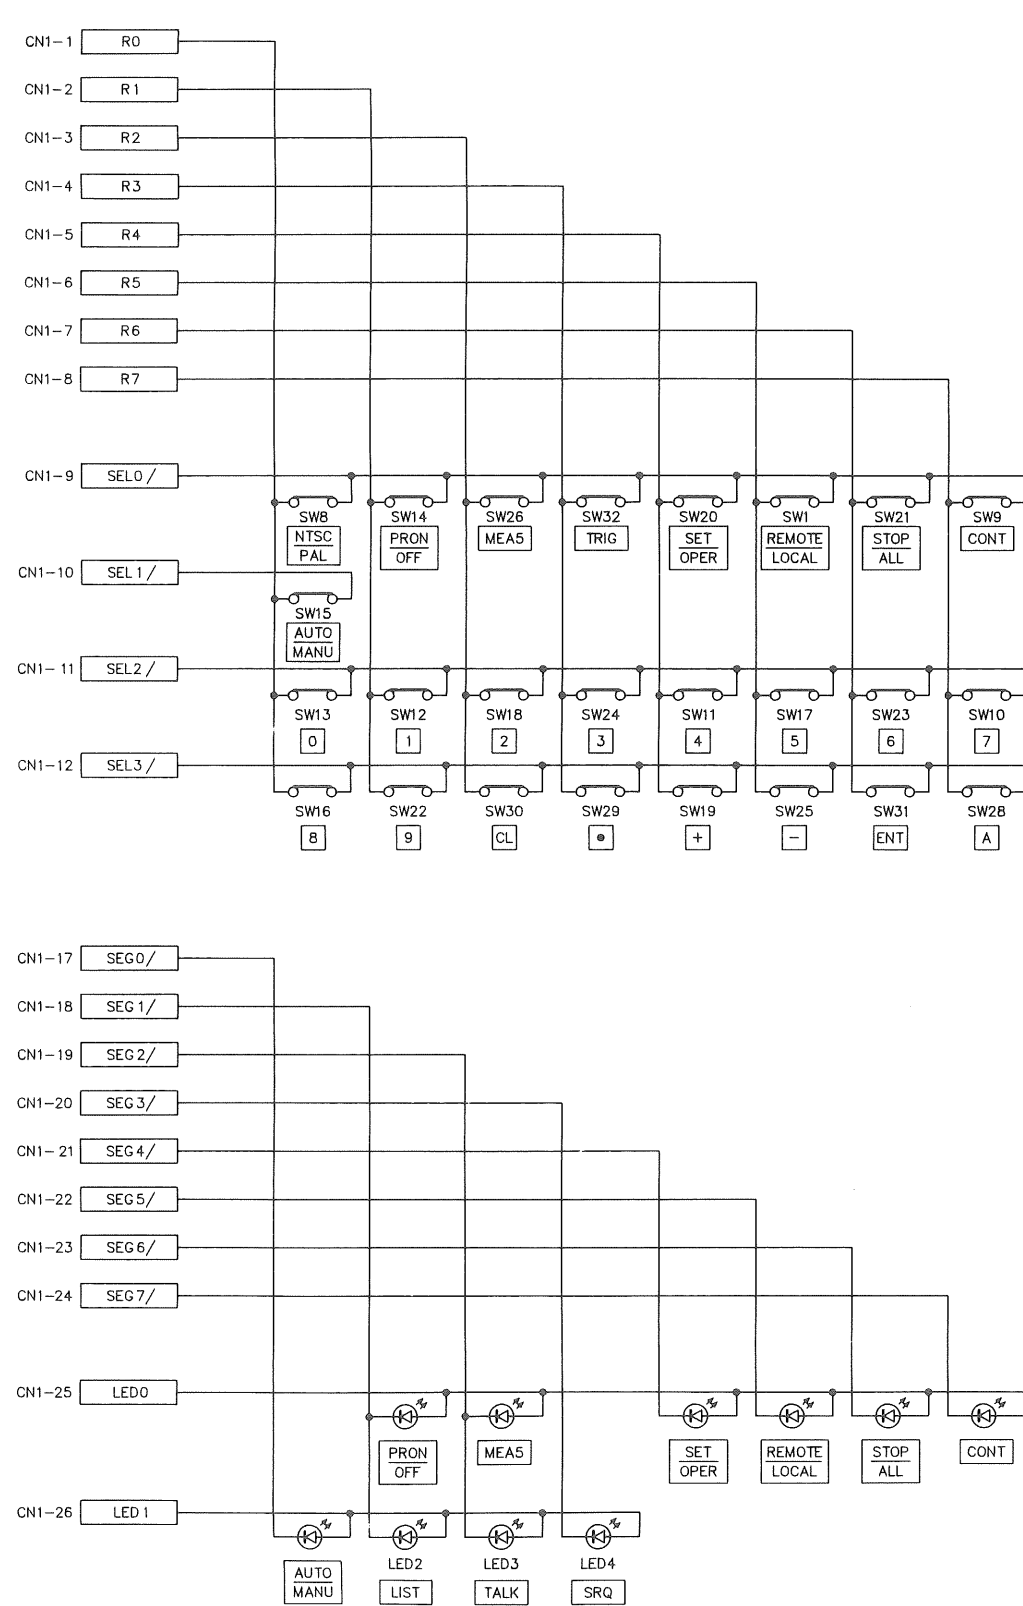 CN1-1 R0
CN1-2 R1
CN1-3 R2
CN1-4 R3
CN1-5 R4
CN1-6 R5
CN1-7 R6
CN1-8 R7
CN1-9 SEL0/
SW8 SW14 SW26 SW32 SW20 SW1 SW21 SW9
NTSC PRON MEA5 TRIG SET REMOTE STOP CONT
PAL OFF OPER LOCAL ALL
CN1-10 SEL1/
SW15
AUTO
MANU
CN1-11 SEL2/
SW13 SW12 SW18 SW24 SW11 SW17 SW23 SW10
0 1 2 3 4 5 6 7
CN1-12 SEL3/
SW16 SW22 SW30 SW29 SW19 SW25 SW31 SW28
8 9 CL • + - ENT A
CN1-17 SEG0/
CN1-18 SEG1/
CN1-19 SEG2/
CN1-20 SEG3/
CN1-21 SEG4/
CN1-22 SEG5/
CN1-23 SEG6/
CN1-24 SEG7/
CN1-25 LED0
PRON MEA5 SET REMOTE STOP CONT
OFF OPER LOCAL ALL
CN1-26 LED1
LED2 LED3 LED4
AUTO LIST TALK SRQ
MANU